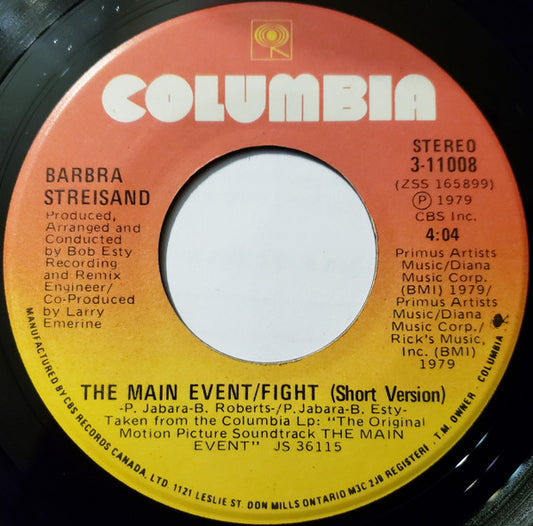 COLUMBIA
BARBRA
STREISAND
Produced,
Arranged and
Conducted
by Bob Esty
Recording
and Remix
Engineer/
Co-Produced
by Larry
Emerine
STEREO
3-11008
(ZSS 165899)
Ⓟ 1979
CBS Inc.
4:04
Primus Artists
Music/Diana
Music Corp.
(BMI) 1979/
Primus Artists
Music/Diana
Music Corp./
Rick's Music,
Inc. (BMI)
1979
THE MAIN EVENT/FIGHT (Short Version)
-P. Jabara-B. Roberts-/P. Jabara-B. Esty-
Taken from the Columbia Lp: "The Original
Motion Picture Soundtrack THE MAIN
EVENT" JS 36115
MANUFACTURED BY CBS RECORDS CANADA, LTD. 1121 LESLIE ST. DON MILLS ONTARIO M3C 2J8 REGISTERF. - T.M. OWNER - COLUMBIA